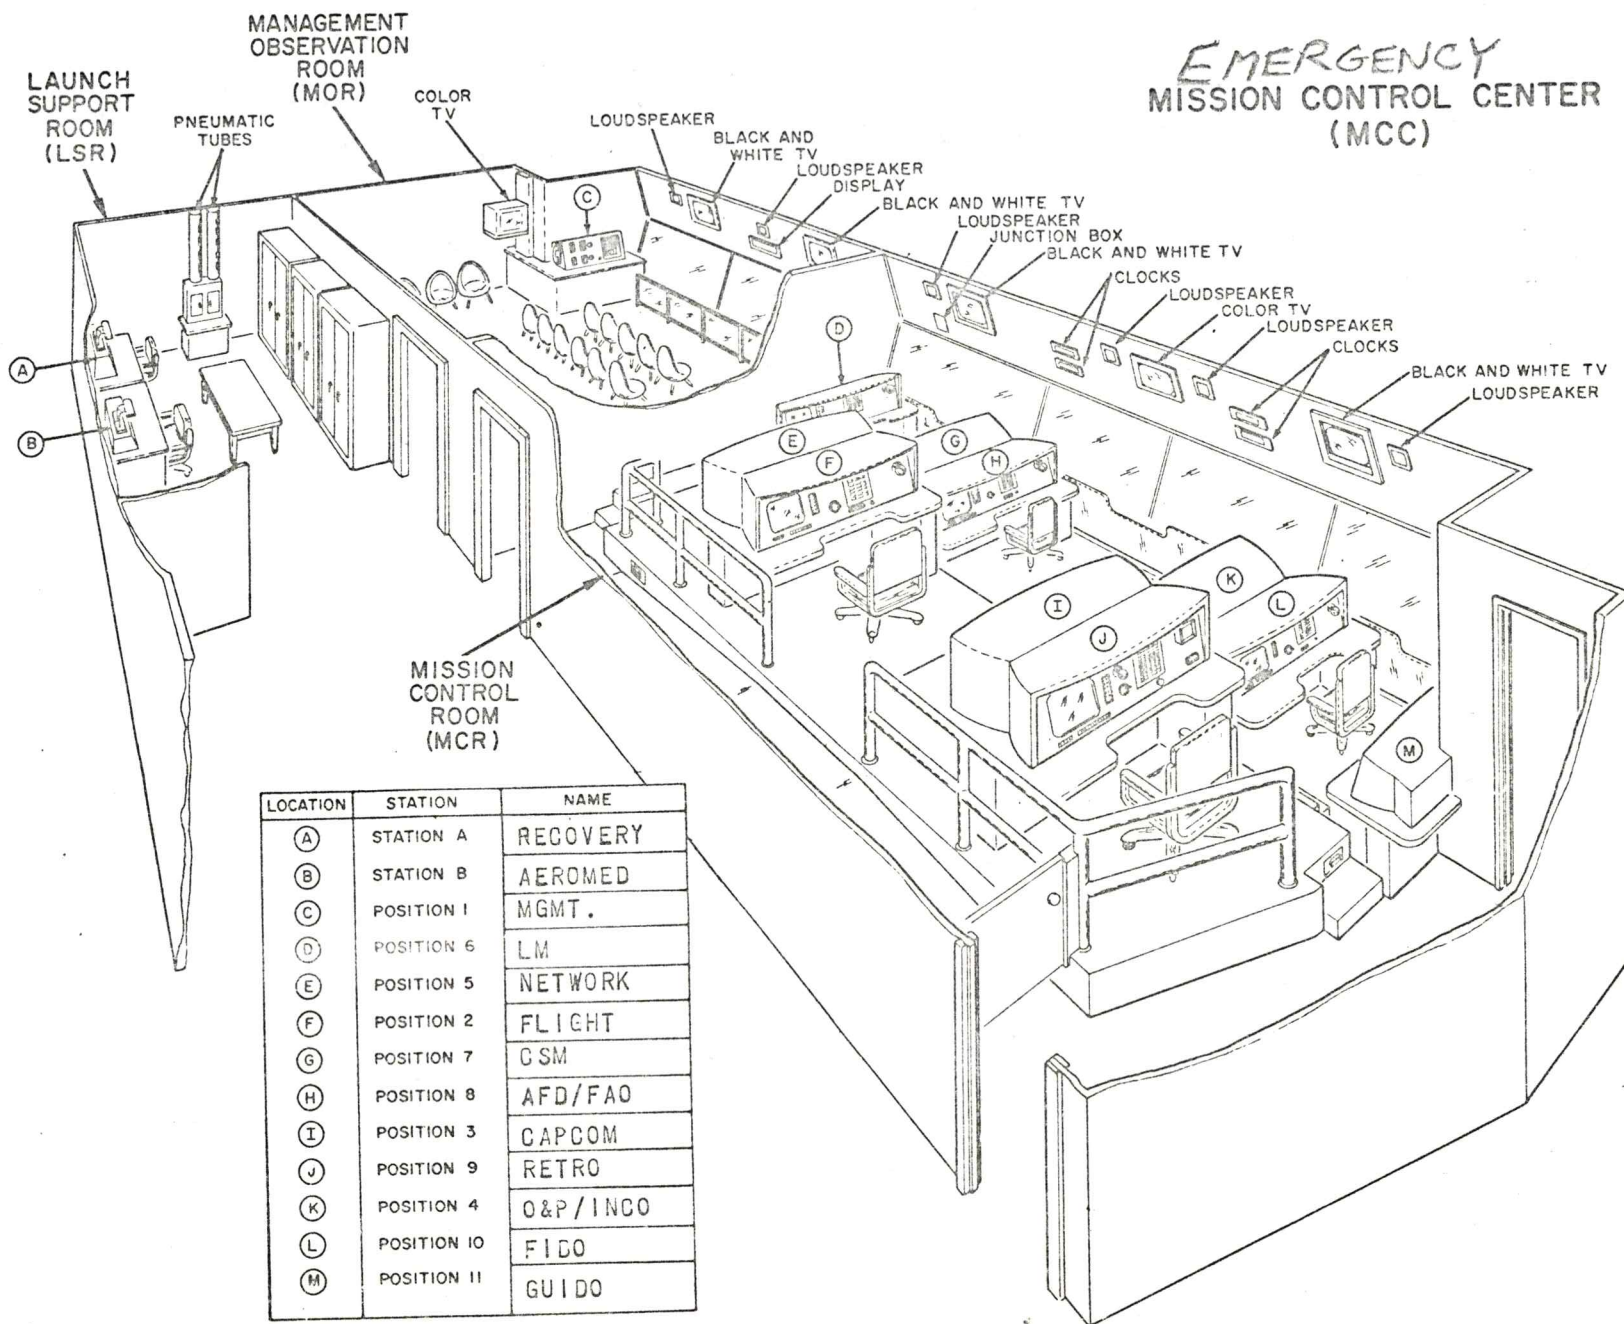 EMERGENCY
MISSION CONTROL CENTER
(MCC)
MANAGEMENT
OBSERVATION
ROOM
(MOR)
LAUNCH
SUPPORT
ROOM
(LSR)
PNEUMATIC
TUBES
COLOR
TV
LOUDSPEAKER
BLACK AND
WHITE TV
LOUDSPEAKER
DISPLAY
BLACK AND WHITE TV
LOUDSPEAKER
JUNCTION BOX
BLACK AND WHITE TV
CLOCKS
LOUDSPEAKER
COLOR TV
LOUDSPEAKER
CLOCKS
BLACK AND WHITE TV
LOUDSPEAKER
C
D
A
B
E
F
G
H
I
J
K
L
M
MISSION
CONTROL
ROOM
(MCR)
LOCATION STATION NAME
A STATION A RECOVERY
B STATION B AEROMED
C POSITION 1 MGMT.
D POSITION 6 LM
E POSITION 5 NETWORK
F POSITION 2 FLIGHT
G POSITION 7 CSM
H POSITION 8 AFD/FAO
I POSITION 3 CAPCOM
J POSITION 9 RETRO
K POSITION 4 O&P/INCO
L POSITION 10 FIDO
M POSITION 11 GUIDO